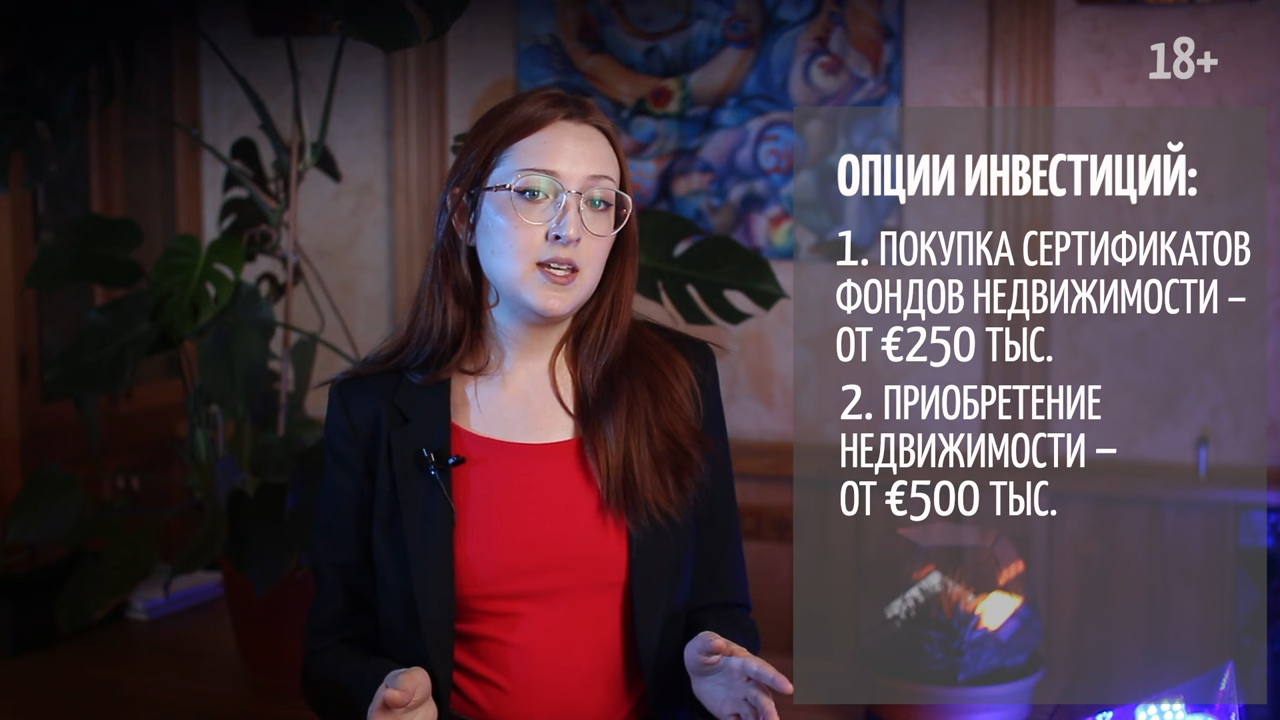 18+
ОПЦИИ ИНВЕСТИЦИЙ:
1. ПОКУПКА СЕРТИФИКАТОВ
ФОНДОВ НЕДВИЖИМОСТИ –
ОТ €250 ТЫС.
2. ПРИОБРЕТЕНИЕ
НЕДВИЖИМОСТИ –
ОТ €500 ТЫС.